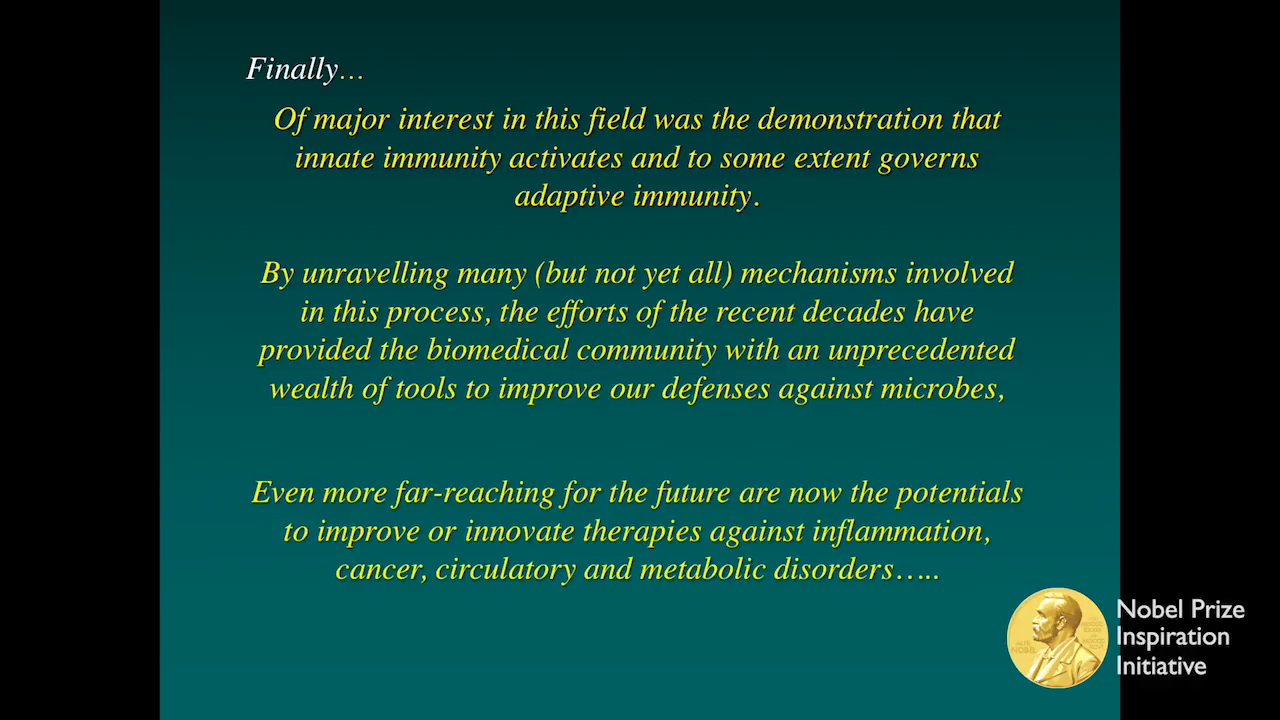 Finally…
Of major interest in this field was the demonstration that
innate immunity activates and to some extent governs
adaptive immunity.
By unravelling many (but not yet all) mechanisms involved
in this process, the efforts of the recent decades have
provided the biomedical community with an unprecedented
wealth of tools to improve our defenses against microbes,
Even more far-reaching for the future are now the potentials
to improve or innovate therapies against inflammation,
cancer, circulatory and metabolic disorders…..
Nobel Prize
Inspiration
Initiative